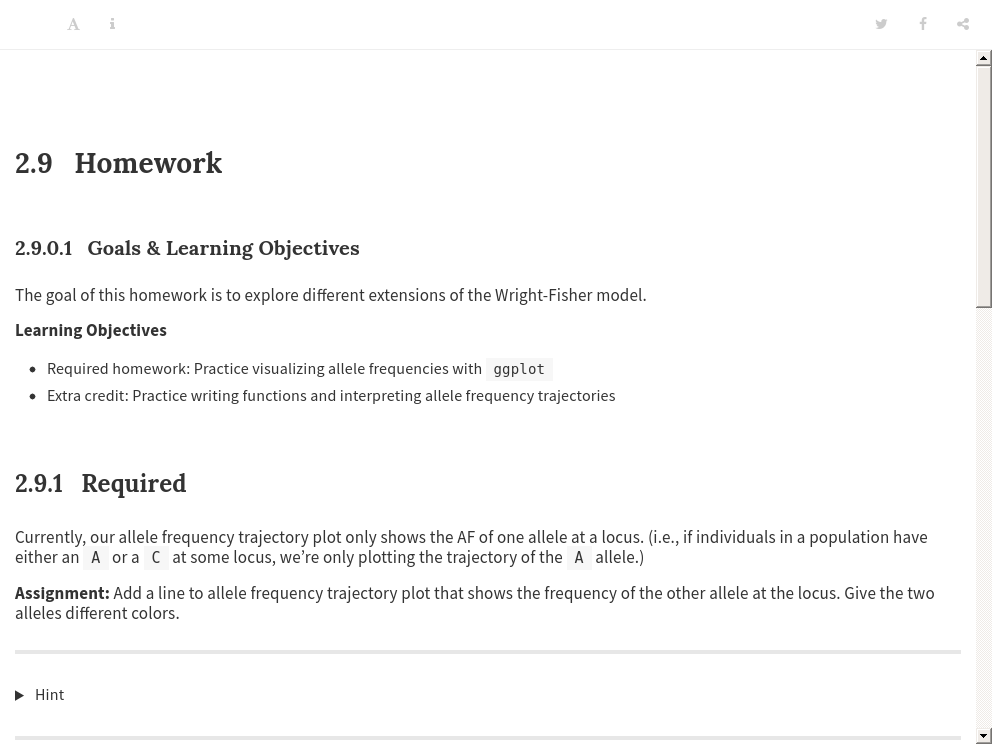 2.9 Homework
2.9.0.1 Goals & Learning Objectives
The goal of this homework is to explore different extensions of the Wright-Fisher model.
Learning Objectives
• Required homework: Practice visualizing allele frequencies with ggplot
• Extra credit: Practice writing functions and interpreting allele frequency trajectories
2.9.1 Required
Currently, our allele frequency trajectory plot only shows the AF of one allele at a locus. (i.e., if individuals in a population have
either an A or a C at some locus, we’re only plotting the trajectory of the A allele.)
Assignment: Add a line to allele frequency trajectory plot that shows the frequency of the other allele at the locus. Give the two
alleles different colors.
Hint